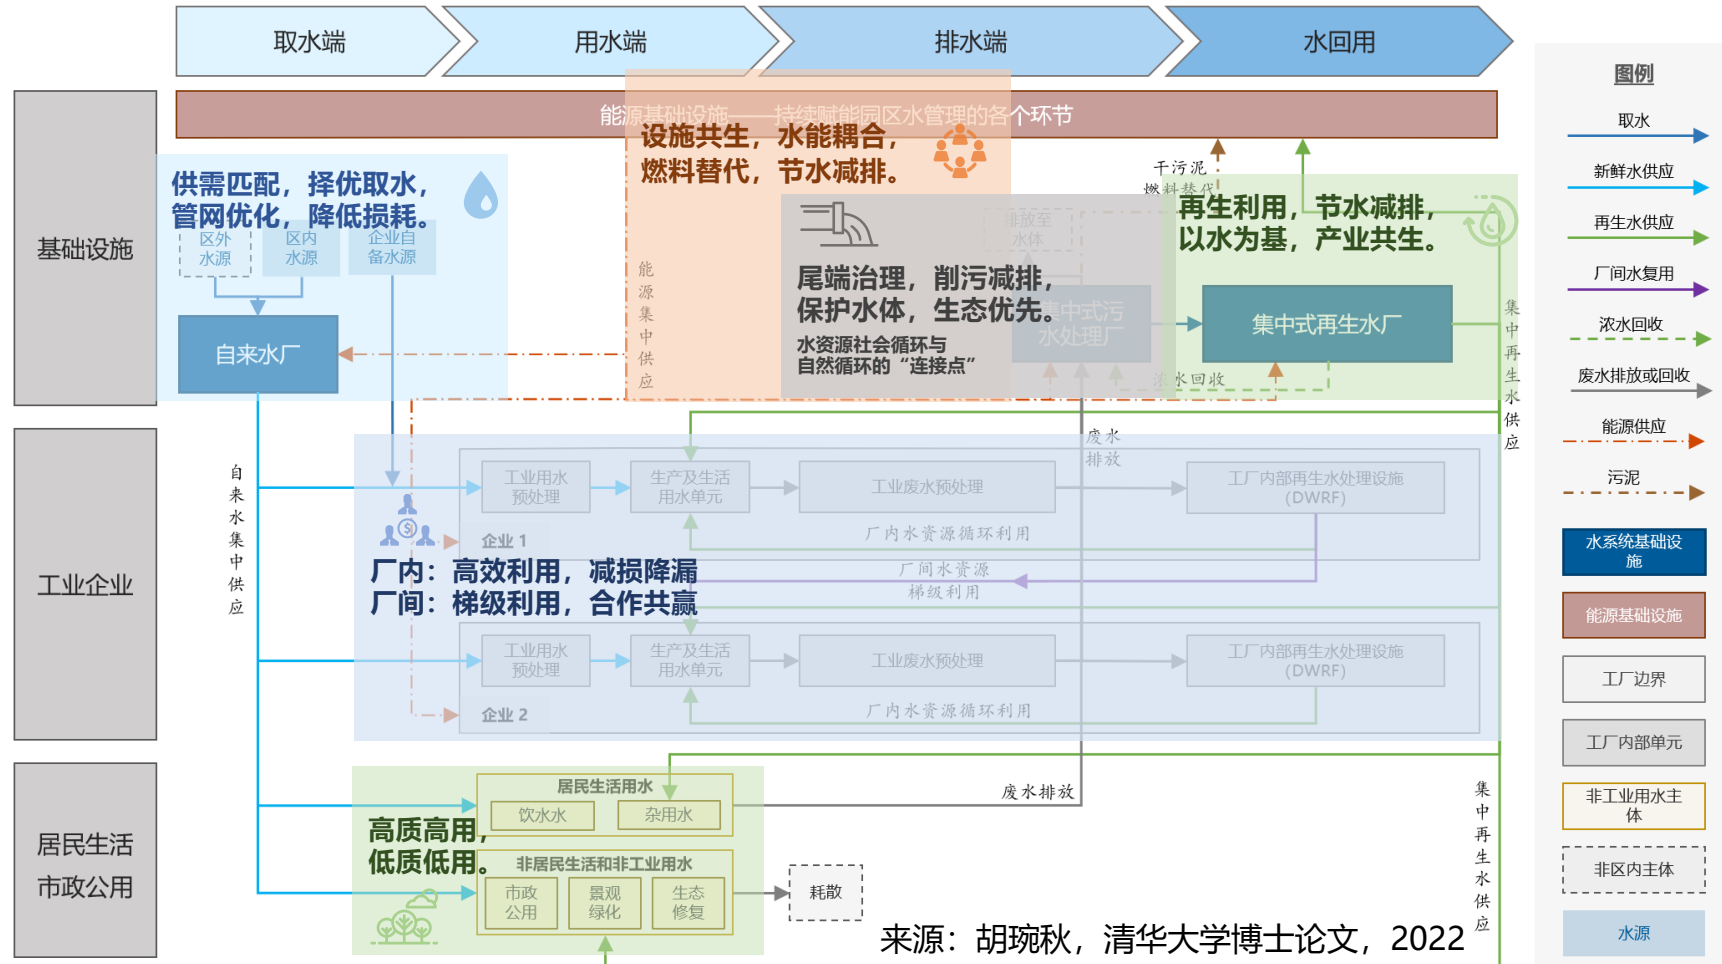 取水端
用水端
排水端
水回用
能源基础设施——持续赋能园区水管理的各个环节
基础设施
供需匹配，择优取水，
管网优化，降低损耗。
区外
水源
区内
水源
企业自
备水源
自来水厂
设施共生，水能耦合，
燃料替代，节水减排。
能源集中供应
尾端治理，削污减排，
保护水体，生态优先。
水资源社会循环与
自然循环的“连接点”
排放至
水体
集中式污
水处理厂
干污泥
燃料替代
再生利用，节水减排，
以水为基，产业共生。
集中式再生水厂
浓水回收
集中再生水供应
工业企业
自来水集中供应
废水
排放
工业用水
预处理
生产及生活
用水单元
工业废水预处理
工厂内部再生水处理设施
(DWRF)
厂内水资源循环利用
企业 1
厂内：高效利用，减损降漏
厂间：梯级利用，合作共赢
厂间水资源
梯级利用
工业用水
预处理
生产及生活
用水单元
工业废水预处理
工厂内部再生水处理设施
(DWRF)
厂内水资源循环利用
企业 2
居民生活
市政公用
高质高用，
低质低用。
居民生活用水
饮水水
杂用水
非居民生活和非工业用水
市政
公用
景观
绿化
生态
修复
废水排放
耗散
集中再生水供应
来源：胡琬秋，清华大学博士论文，2022
图例
取水
新鲜水供应
再生水供应
厂间水复用
浓水回收
废水排放或回收
能源供应
污泥
水系统基础设
施
能源基础设施
工厂边界
工厂内部单元
非工业用水主
体
非区内主体
水源